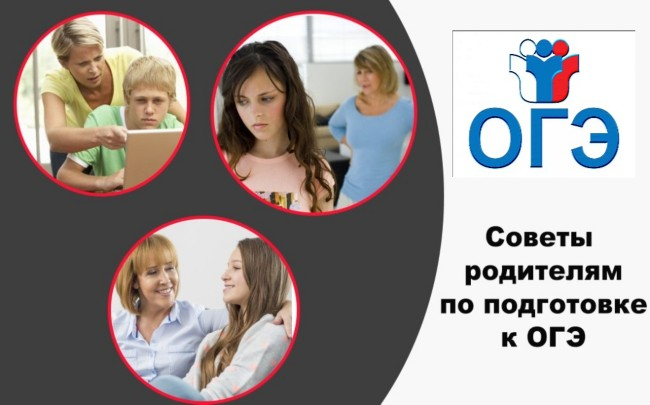 ОГЭ
Советы
родителям
по подготовке
к ОГЭ